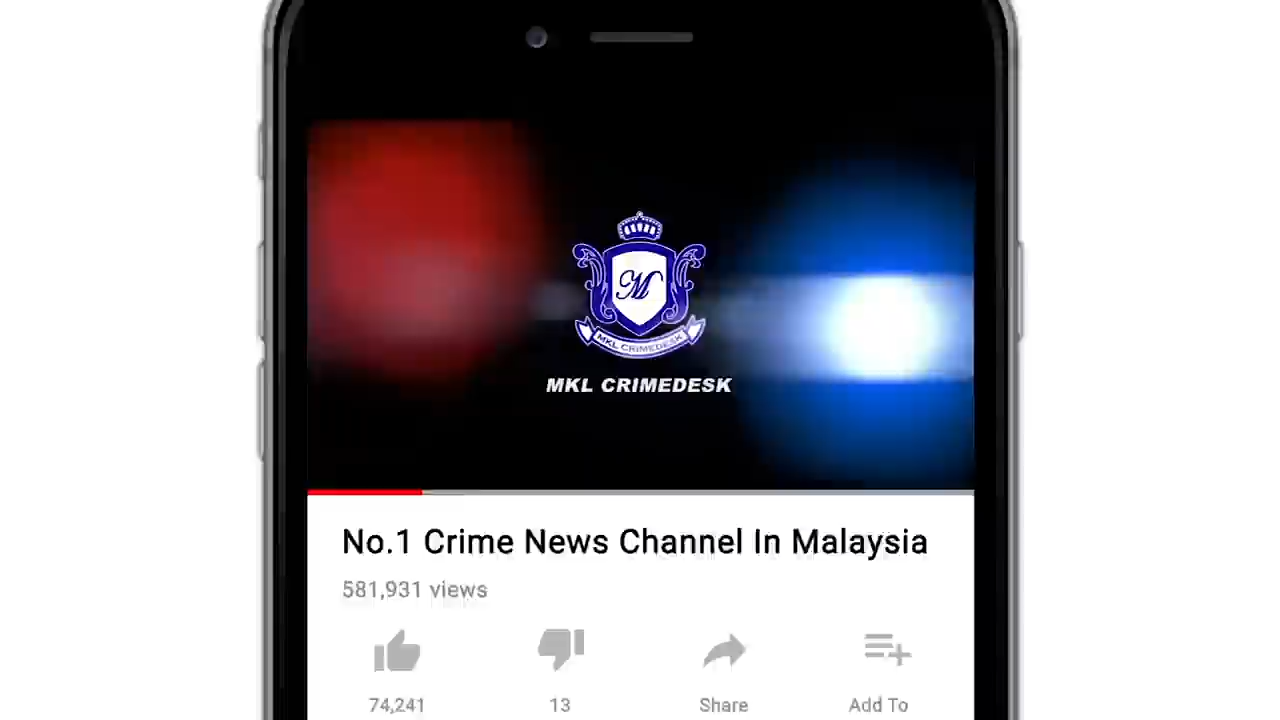 M
MKL CRIMEDESK
MKL CRIMEDESK
No.1 Crime News Channel In Malaysia
581,931 views
74,241
13
Share
Add To